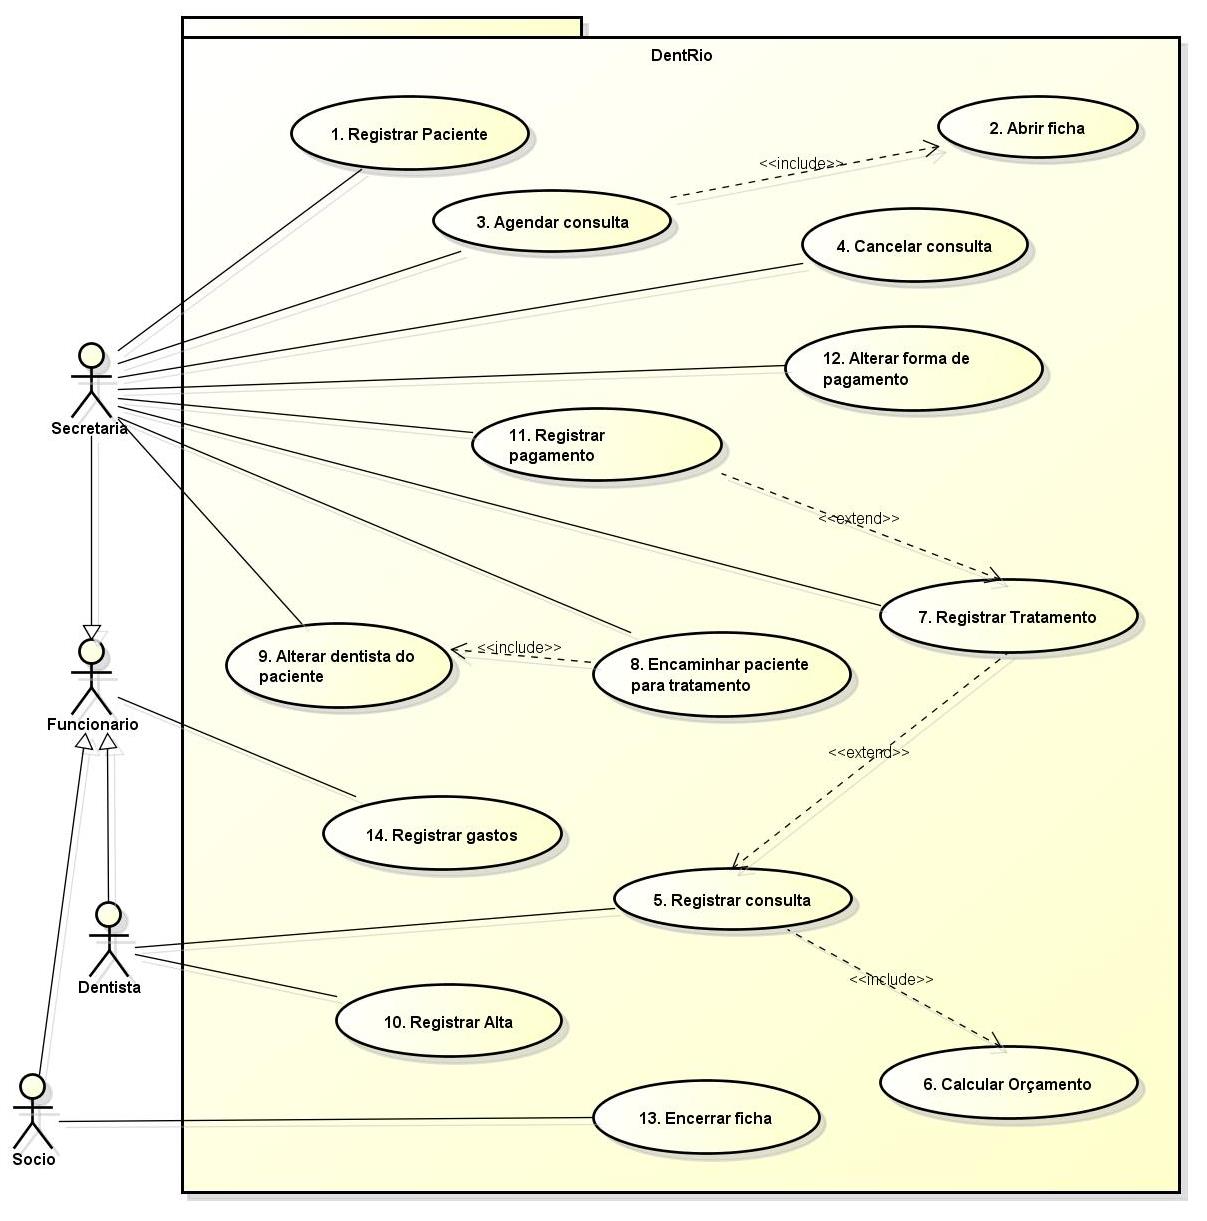 DentRio
1. Registrar Paciente
2. Abrir ficha
<<include>>
3. Agendar consulta
4. Cancelar consulta
12. Alterar forma de
pagamento
Secretaria
11. Registrar
pagamento
<<extend>>
7. Registrar Tratamento
9. Alterar dentista do
paciente
<<include>>
8. Encaminhar paciente
para tratamento
Funcionario
<<extend>>
14. Registrar gastos
5. Registrar consulta
Dentista
<<include>>
10. Registrar Alta
6. Calcular Orçamento
13. Encerrar ficha
Socio